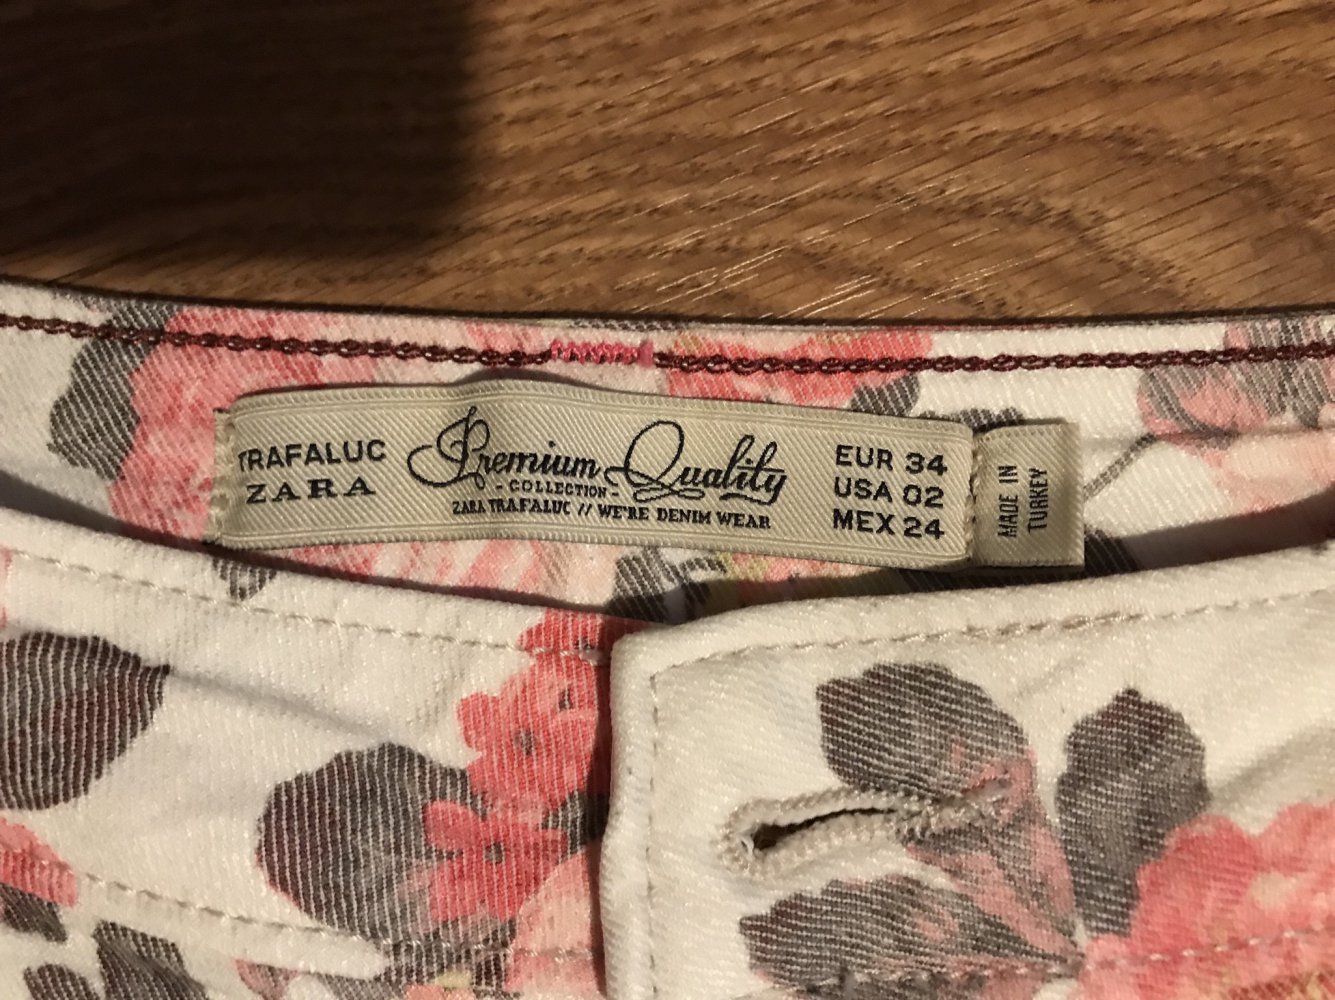 TRAFALUC
ZARA
Premium Quality
- COLLECTION -
ZARA TRAFALUC // WE'RE DENIM WEAR
EUR 34
USA 02
MEX 24
MADE IN
TURKEY